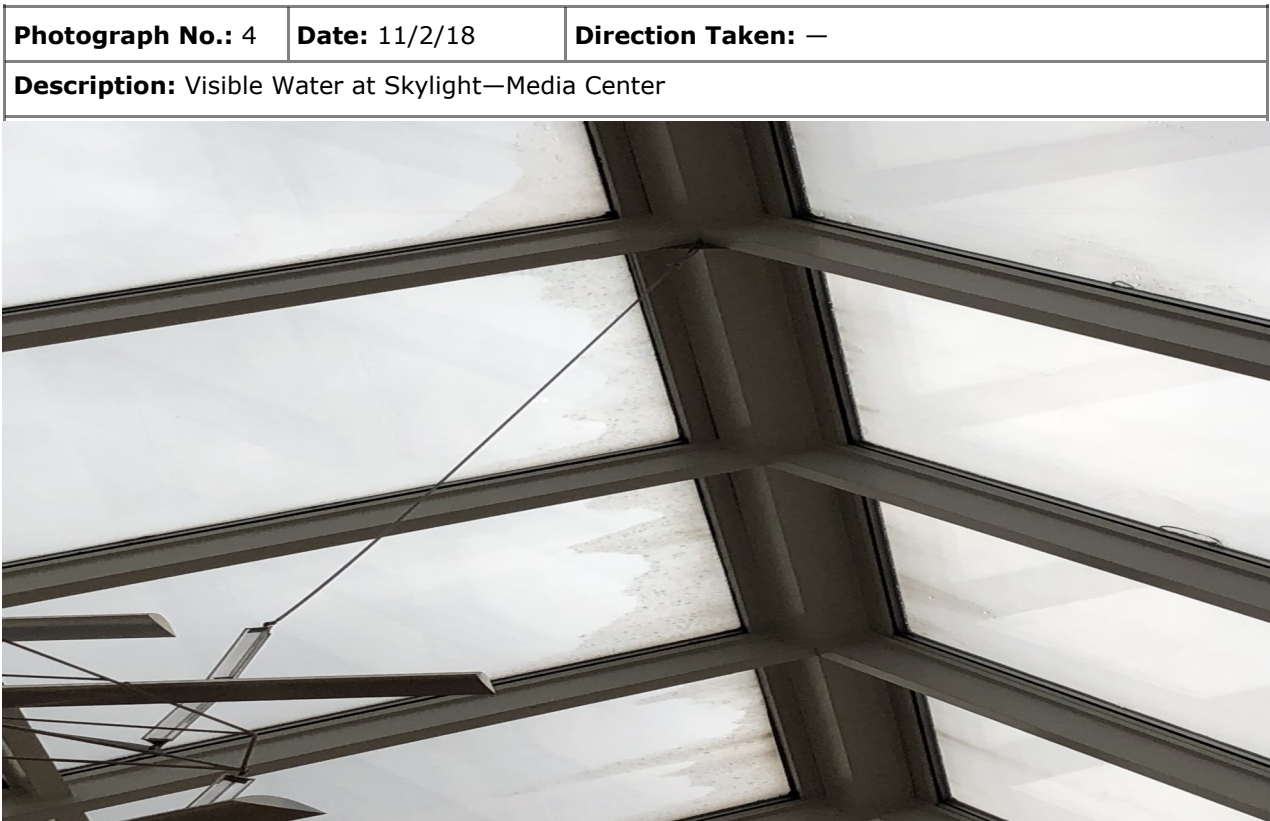 Photograph No.: 4 Date: 11/2/18 Direction Taken: —
Description: Visible Water at Skylight—Media Center